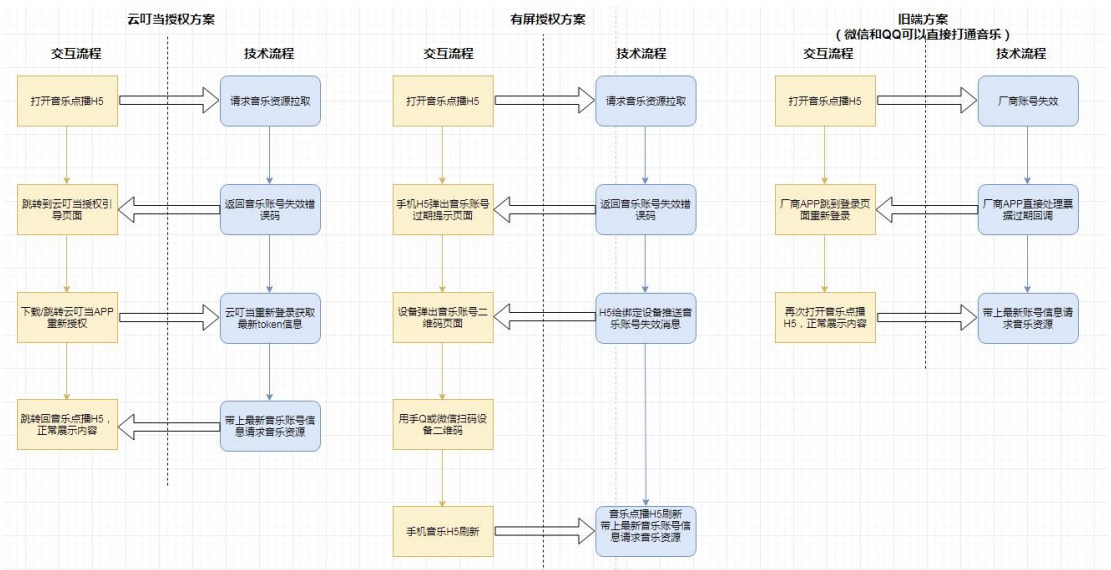 云叮当授权方案
交互流程
技术流程
打开音乐点播H5
请求音乐资源拉取
跳转到云叮当授权引
导页面
返回音乐账号失效错
误码
下载/跳转云叮当APP
重新授权
云叮当重新登录获取
最新token信息
跳转回音乐点播H5，
正常展示内容
带上最新音乐账号信
息请求音乐资源
有屏授权方案
交互流程
技术流程
打开音乐点播H5
请求音乐资源拉取
手机H5弹出音乐账号
过期提示页面
返回音乐账号失效错
误码
设备弹出音乐账号二
维码页面
H5给绑定设备推送音
乐账号失效消息
用手Q或微信扫码设
备二维码
手机音乐H5刷新
音乐点播H5刷新
带上最新音乐账号信
息请求音乐资源
旧端方案
（微信和QQ可以直接打通音乐）
交互流程
技术流程
打开音乐点播H5
厂商账号失效
厂商APP跳到登录页
面重新登录
厂商APP直接处理票
据过期回调
再次打开音乐点播
H5，正常展示内容
带上最新账号信息请
求音乐资源